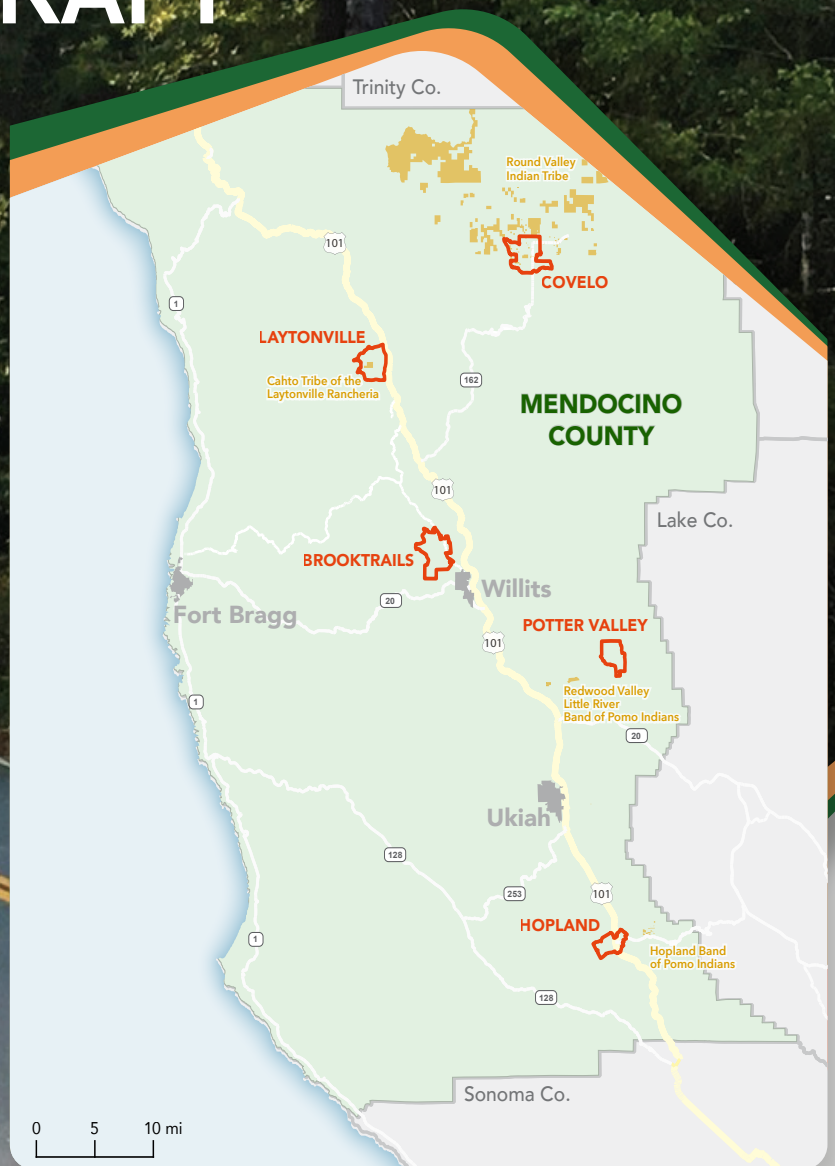 Trinity Co.
Round Valley
Indian Tribe
101
COVELO
1
LAYTONVILLE
Cahto Tribe of the
Laytonville Rancheria
162
MENDOCINO
COUNTY
101
Lake Co.
BROOKTRAILS
Willits
20
Fort Bragg
POTTER VALLEY
101
Redwood Valley
Little River
Band of Pomo Indians
1
20
Ukiah
128
253
101
HOPLAND
1
Hopland Band
of Pomo Indians
128
Sonoma Co.
0 5 10 mi